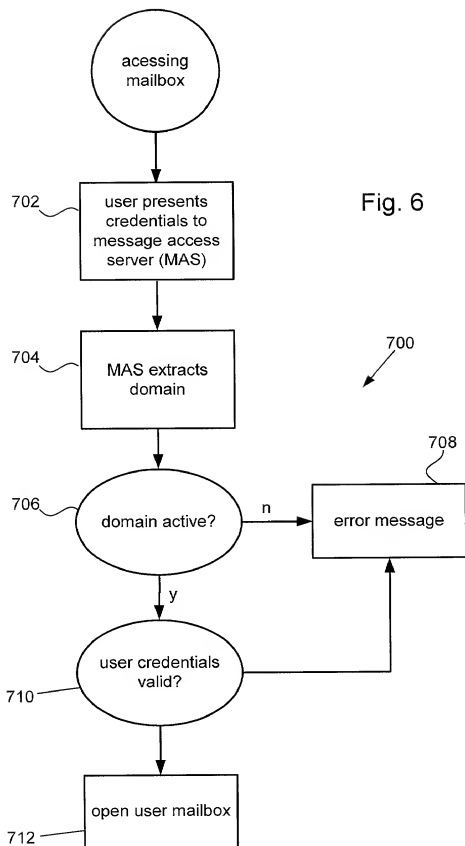 acessing
mailbox
702
user presents
credentials to
message access
server (MAS)
Fig. 6
704
MAS extracts
domain
700
708
706
domain active?
n
error message
y
user credentials
valid?
710
open user mailbox
712